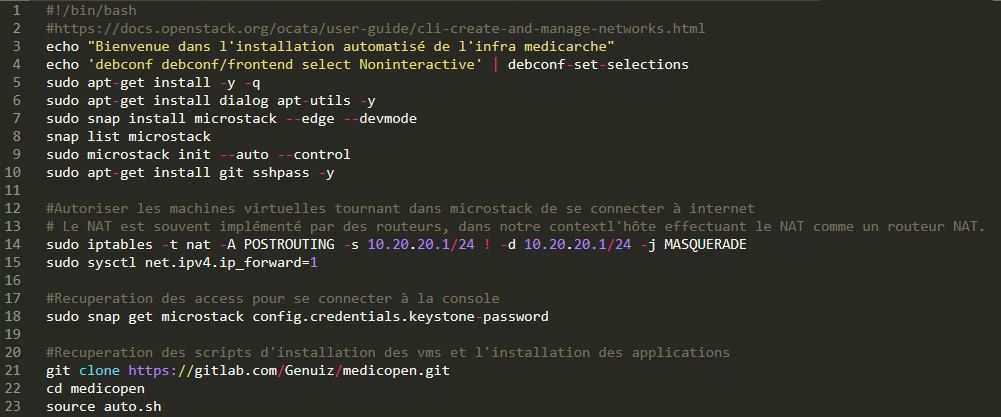 1 #!/bin/bash
2 #https://docs.openstack.org/ocata/user-guide/cli-create-and-manage-networks.html
3 echo "Bienvenue dans l'installation automatisé de l'infra medicarche"
4 echo 'debconf debconf/frontend select Noninteractive' | debconf-set-selections
5 sudo apt-get install -y -q
6 sudo apt-get install dialog apt-utils -y
7 sudo snap install microstack --edge --devmode
8 snap list microstack
9 sudo microstack init --auto --control
10 sudo apt-get install git sshpass -y
11
12 #Autoriser les machines virtuelles tournant dans microstack de se connecter à internet
13 # Le NAT est souvent implémenté par des routeurs, dans notre contextl'hôte effectuant le NAT comme un routeur NAT.
14 sudo iptables -t nat -A POSTROUTING -s 10.20.20.1/24 ! -d 10.20.20.1/24 -j MASQUERADE
15 sudo sysctl net.ipv4.ip_forward=1
16
17 #Recuperation des access pour se connecter à la console
18 sudo snap get microstack config.credentials.keystone-password
19
20 #Recuperation des scripts d'installation des vms et l'installation des applications
21 git clone https://gitlab.com/Genuiz/medicopen.git
22 cd medicopen
23 source auto.sh